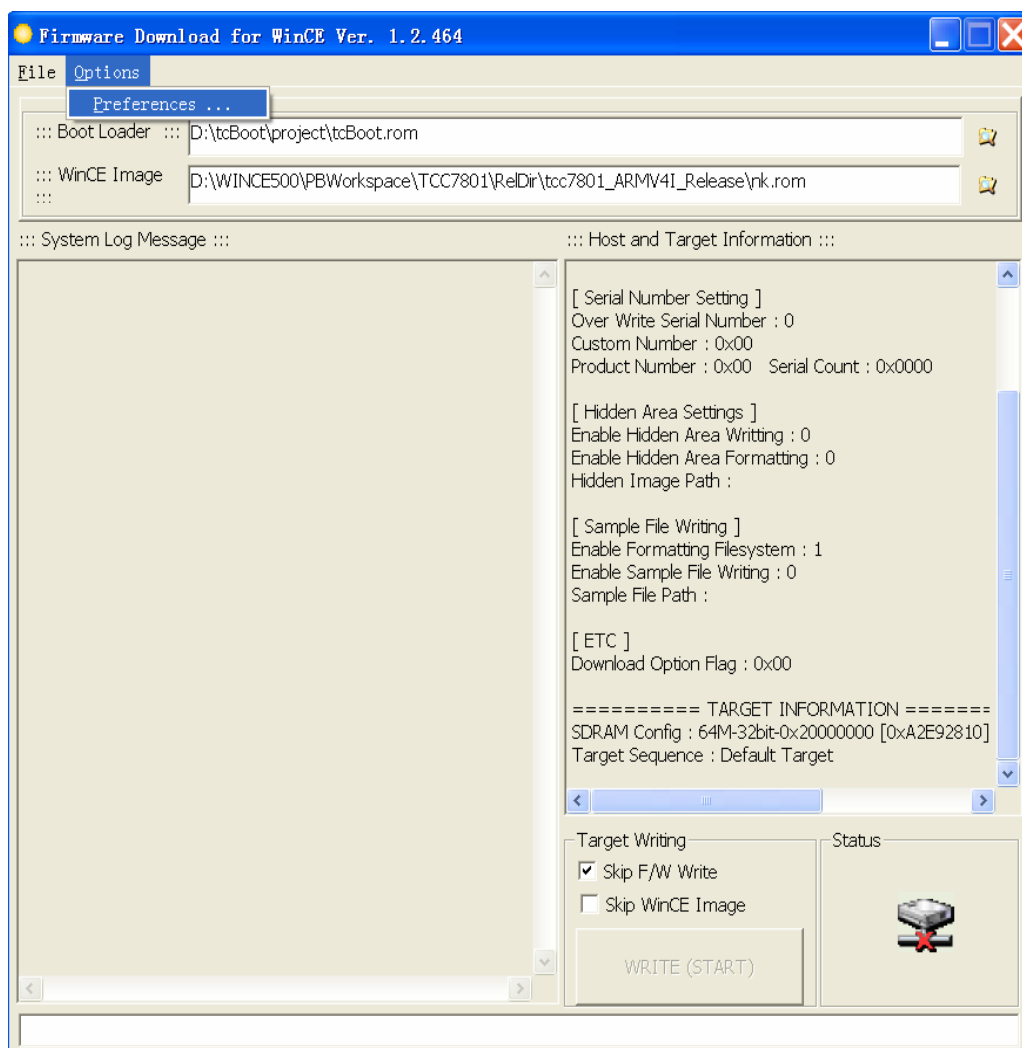 Firmware Download for WinCE Ver. 1.2.464
File Options
Preferences ...
::: Boot Loader ::: D:\tcBoot\project\tcBoot.rom
::: WinCE Image ::: D:\WINCE500\PBWorkspace\TCC7801\RelDir\tcc7801_ARMV4I_Release\nk.rom
::: System Log Message :::
::: Host and Target Information :::
[ Serial Number Setting ]
Over Write Serial Number : 0
Custom Number : 0x00
Product Number : 0x00 Serial Count : 0x0000
[ Hidden Area Settings ]
Enable Hidden Area Writting : 0
Enable Hidden Area Formatting : 0
Hidden Image Path :
[ Sample File Writing ]
Enable Formatting Filesystem : 1
Enable Sample File Writing : 0
Sample File Path :
[ ETC ]
Download Option Flag : 0x00
========== TARGET INFORMATION =======
SDRAM Config : 64M-32bit-0x20000000 [0xA2E92810]
Target Sequence : Default Target
Target Writing
Skip F/W Write
Skip WinCE Image
WRITE (START)
Status